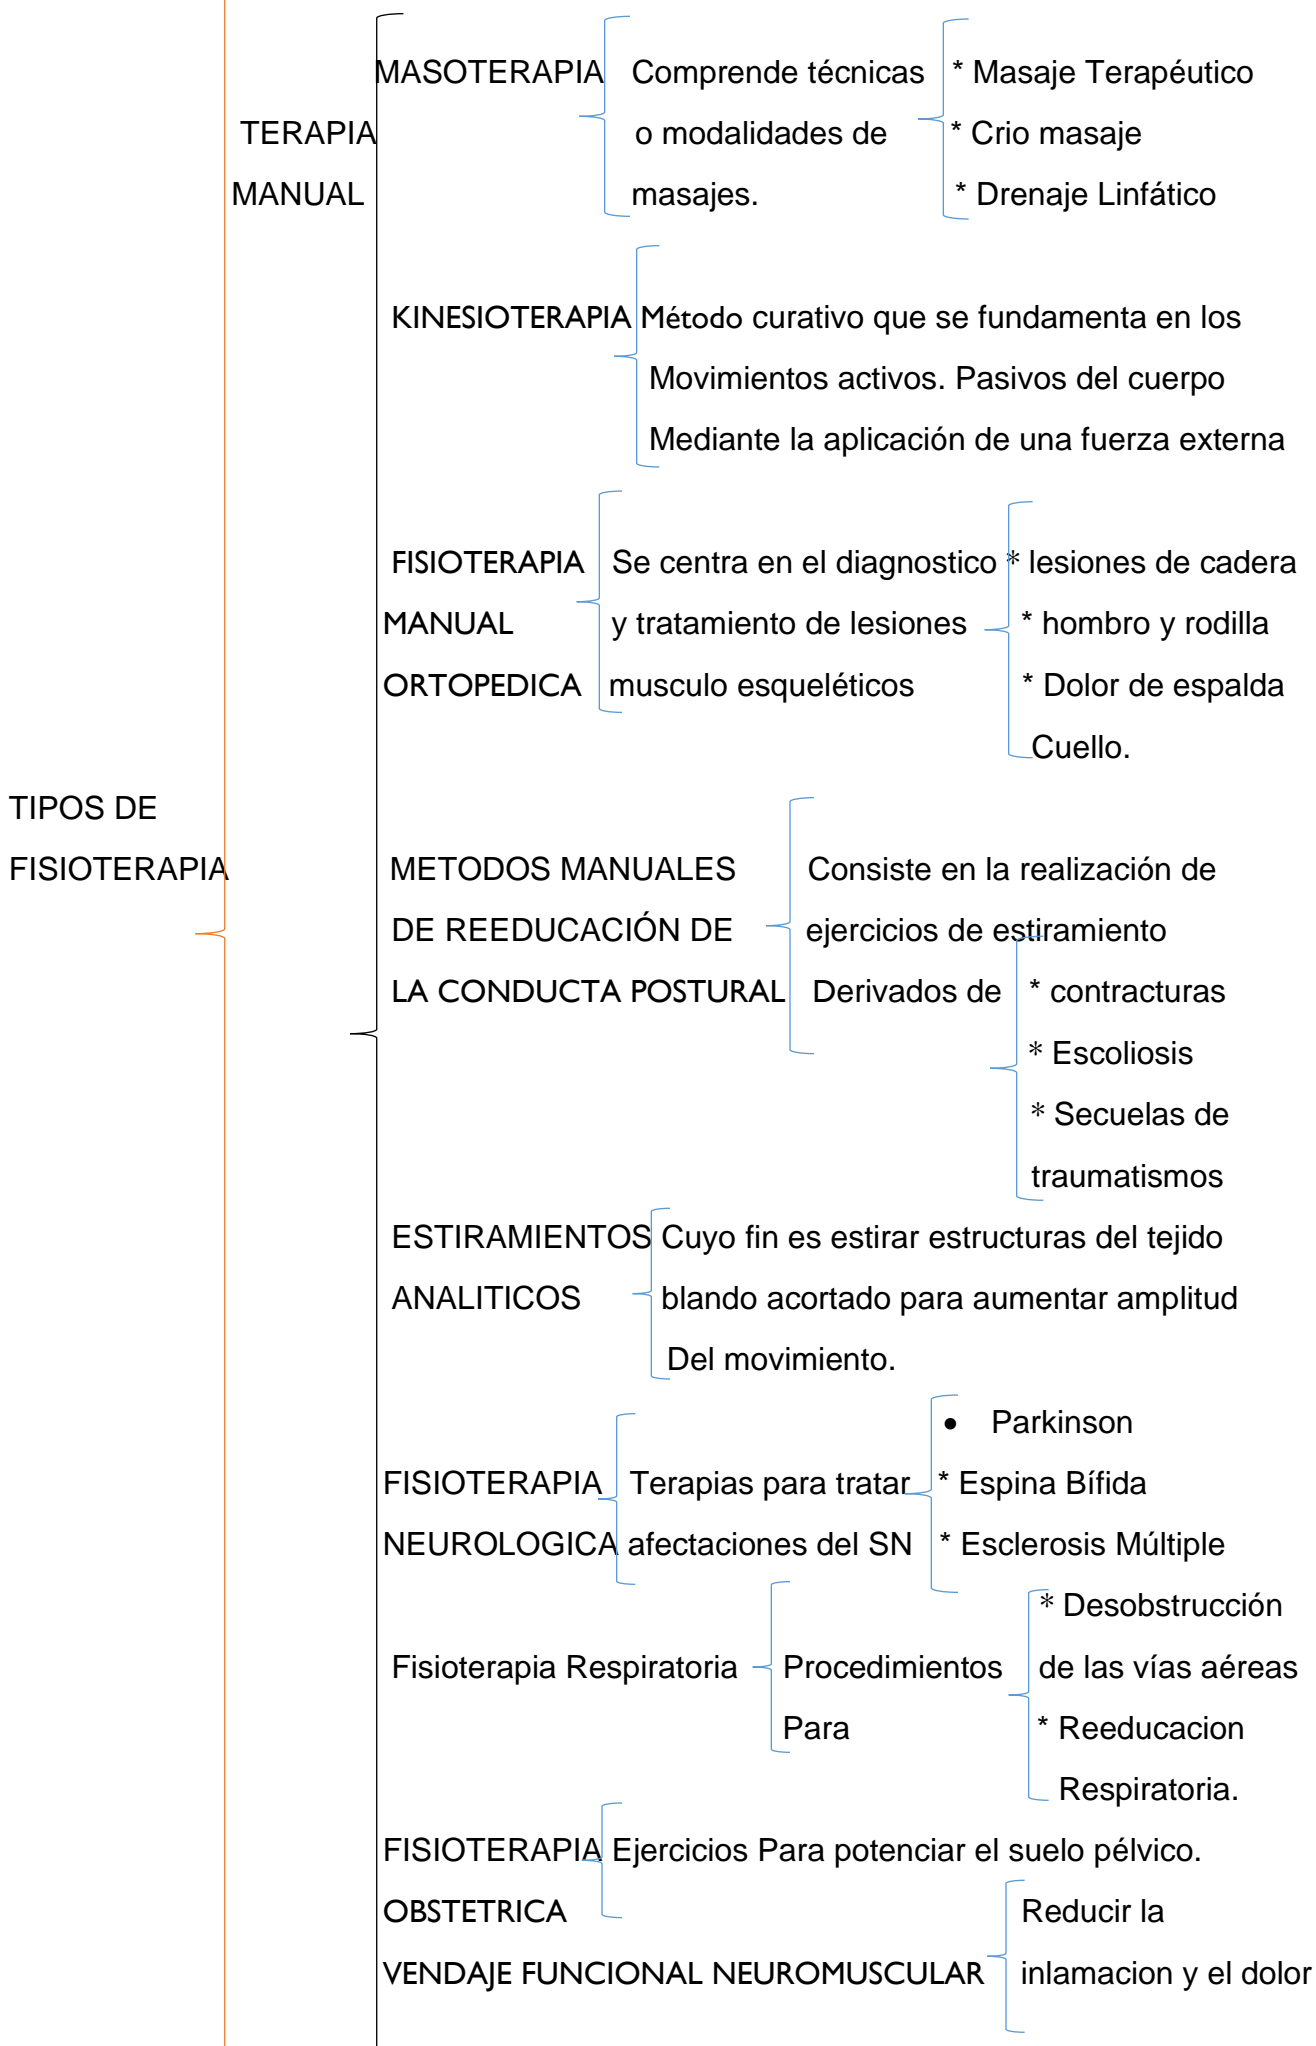 MASOTERAPIA Comprende técnicas * Masaje Terapéutico
TERAPIA o modalidades de * Crio masaje
MANUAL masajes. * Drenaje Linfático
KINESIOTERAPIA Método curativo que se fundamenta en los
Movimientos activos. Pasivos del cuerpo
Mediante la aplicación de una fuerza externa
FISIOTERAPIA Se centra en el diagnostico * lesiones de cadera
MANUAL y tratamiento de lesiones * hombro y rodilla
ORTOPEDICA musculo esqueléticos * Dolor de espalda
Cuello.
TIPOS DE
FISIOTERAPIA METODOS MANUALES Consiste en la realización de
DE REEDUCACIÓN DE ejercicios de estiramiento
LA CONDUCTA POSTURAL Derivados de * contracturas
* Escoliosis
* Secuelas de
traumatismos
ESTIRAMIENTOS Cuyo fin es estirar estructuras del tejido
ANALITICOS blando acortado para aumentar amplitud
Del movimiento.
• Parkinson
FISIOTERAPIA Terapias para tratar * Espina Bífida
NEUROLOGICA afectaciones del SN * Esclerosis Múltiple
* Desobstrucción
Fisioterapia Respiratoria Procedimientos de las vías aéreas
Para * Reeducacion
Respiratoria.
FISIOTERAPIA Ejercicios Para potenciar el suelo pélvico.
OBSTETRICA Reducir la
VENDAJE FUNCIONAL NEUROMUSCULAR inlamacion y el dolor